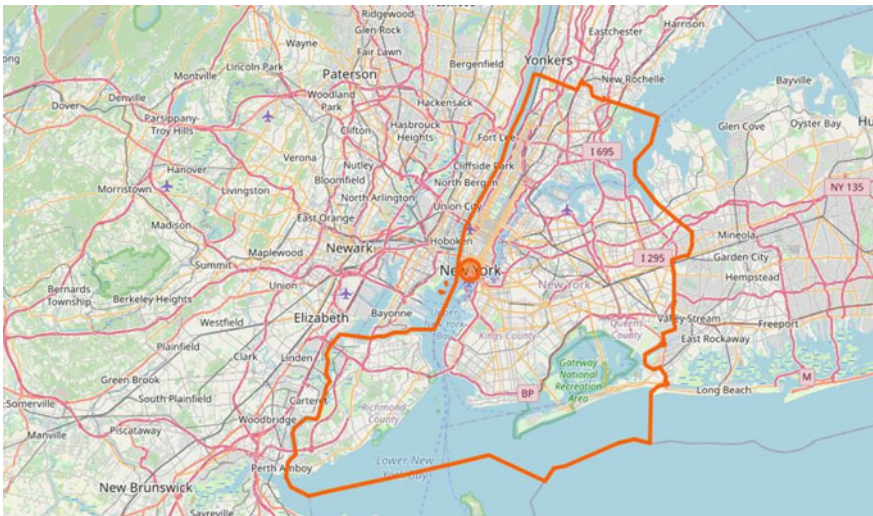 Ridgewood
Glen Rock
Harrison
Wayne
Fair Lawn
Eastchester
Montville
Lincoln Park
Paterson
Bergenfield
Yonkers
New Rochelle
Bayville
Dover
Denville
Woodland
Park
Hackensack
Parsippany-
Troy Hills
Clifton
Hasbrouck
Heights
Fort Lee
Glen Cove
Oyster Bay
Hu
Verona
Nutley
Cliffside Park
I 695
Hanover
Bloomfield
North Bergen
Morristown
Livingston
North Arlington
Union City
NY 135
East Orange
Madison
Hoboken
Mineola
Maplewood
Newark
I 295
Garden City
Summit
New York
Hempstead
Bernards
Township
Union
New York
Berkeley Heights
Elizabeth
Bayonne
Upper
New York
Bay
Valley Stream
Freeport
Westfield
Kings County
Queens
County
East Rockaway
Plainfield
Clark
Linden
Gateway
National
Recreation
Area
Green Brook
M
Somerville
South Plainfield
Carteret
BP
Long Beach
Richmond
County
Manville
Piscataway
Woodbridge
Perth Amboy
Lower New
York Bay
New Brunswick
Sayreville